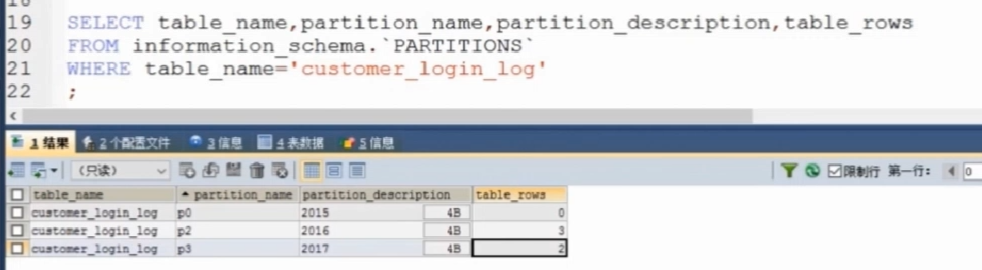 19 SELECT table_name,partition_name,partition_description,table_rows
20 FROM information_schema.`PARTITIONS`
21 WHERE table_name='customer_login_log'
22 ;
1 结果 2 个配置文件 3 信息 4 表数据 5 信息
(只读) 限制行 第一行: 0
table_name partition_name partition_description table_rows
customer_login_log p0 2015 4B 0
customer_login_log p2 2016 4B 3
customer_login_log p3 2017 4B 2